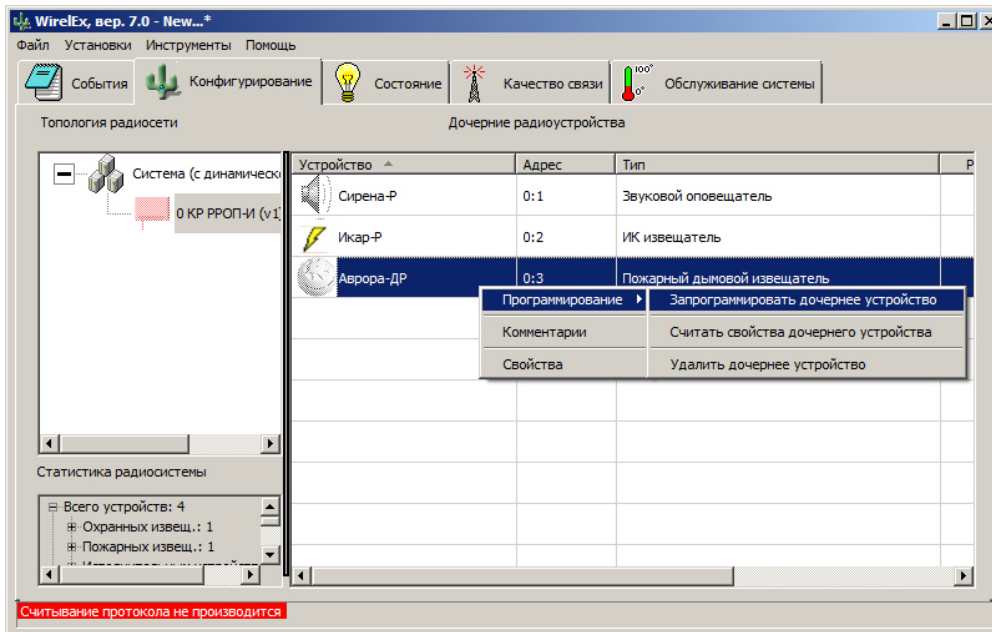 WirelEx, вер. 7.0 - New...*
Файл Установки Инструменты Помощь
События Конфигурирование Состояние Качество связи 100° 0° Обслуживание системы
Топология радиосети Дочерние радиоустройства
Система (с динамическ
0 КР РРОП-И (v1)
Устройство Адрес Тип Р
Сирена-Р 0:1 Звуковой оповещатель
Икар-Р 0:2 ИК извещатель
Аврора-ДР 0:3 Пожарный дымовой извещатель
Программирование Запрограммировать дочернее устройство
Комментарии Считать свойства дочернего устройства
Свойства Удалить дочернее устройство
Статистика радиосистемы
Всего устройств: 4
Охранных извещ.: 1
Пожарных извещ.: 1
Считывание протокола не производится